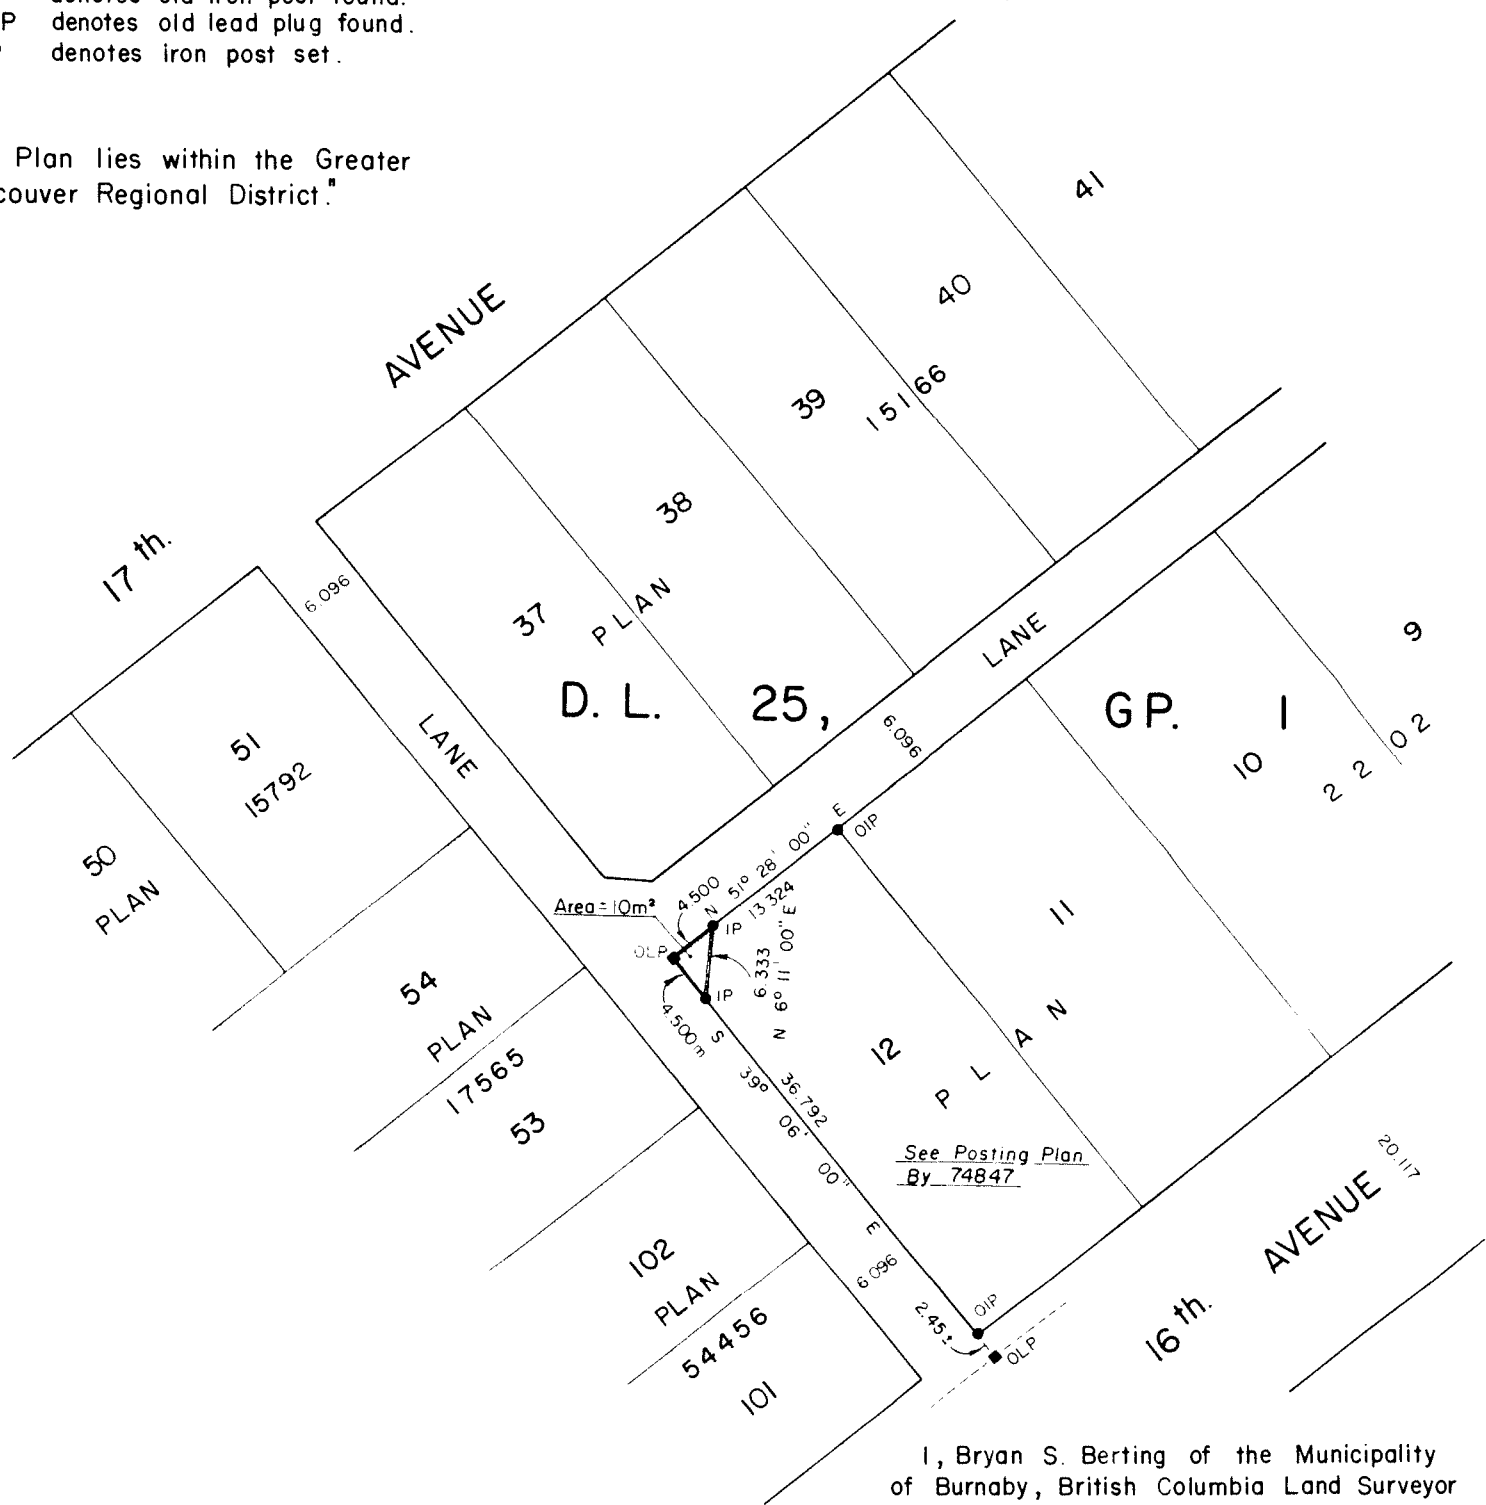 P denotes old lead plug found.
denotes iron post set.
Plan lies within the Greater
couver Regional District."
41
40
AVENUE
39
15166
38
17 th.
6.096
37
PLAN
LANE
9
D. L. 25, GP. 1
51
15792
LANE
6.096
10
2202
50
PLAN
E
OIP
N 51° 28' 00"
4.500
13.324
Area = 10m²
IP
OLP
11
54
PLAN
6.333
N 6° 11' 00" E
IP
4.500m
17565
53
S 39° 06' 00" E
36.792
12
PLAN
See Posting Plan
By 74847
20.117
AVENUE
102
PLAN
6.096
54456
OIP
2.45±
OLP
16 th.
101
I, Bryan S. Berting of the Municipality
of Burnaby, British Columbia Land Surveyor